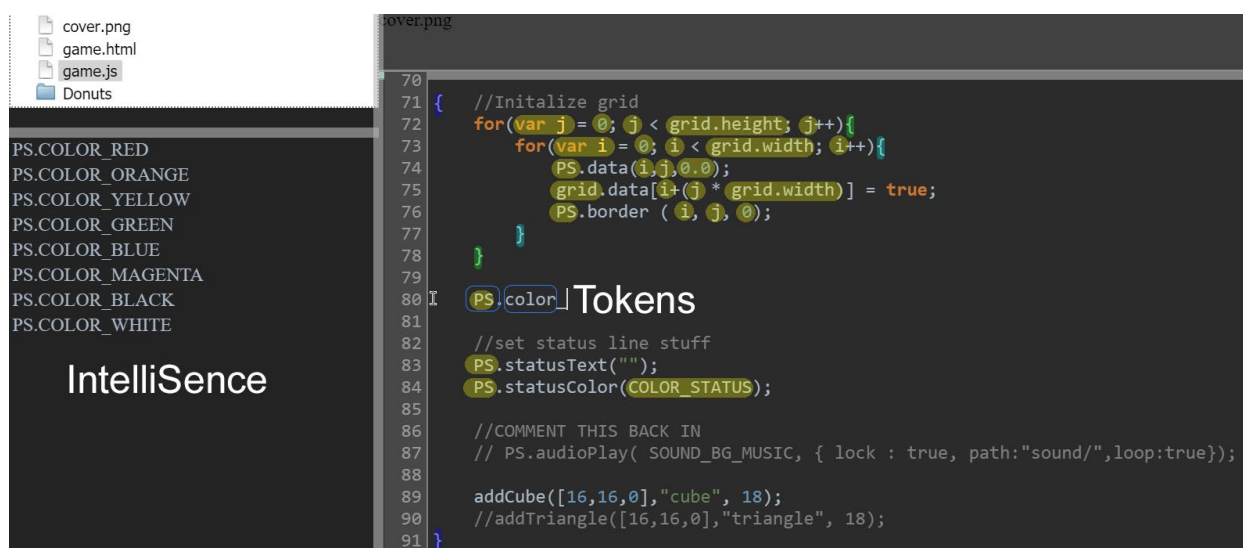 cover.png
game.html
game.js
Donuts
PS.COLOR_RED
PS.COLOR_ORANGE
PS.COLOR_YELLOW
PS.COLOR_GREEN
PS.COLOR_BLUE
PS.COLOR_MAGENTA
PS.COLOR_BLACK
PS.COLOR_WHITE
IntelliSence
cover.png
70
71 { //Initalize grid
72 for(var j = 0; j < grid.height; j++){
73 for(var i = 0; i < grid.width; i++){
74 PS.data(i,j,0.0);
75 grid.data[i+(j * grid.width)] = true;
76 PS.border ( i, j, 0);
77 }
78 }
79
80 PS.color_ Tokens
81
82 //set status line stuff
83 PS.statusText("");
84 PS.statusColor(COLOR_STATUS);
85
86 //COMMENT THIS BACK IN
87 // PS.audioPlay( SOUND_BG_MUSIC, { lock : true, path:"sound/",loop:true});
88
89 addCube([16,16,0],"cube", 18);
90 //addTriangle([16,16,0],"triangle", 18);
91 }